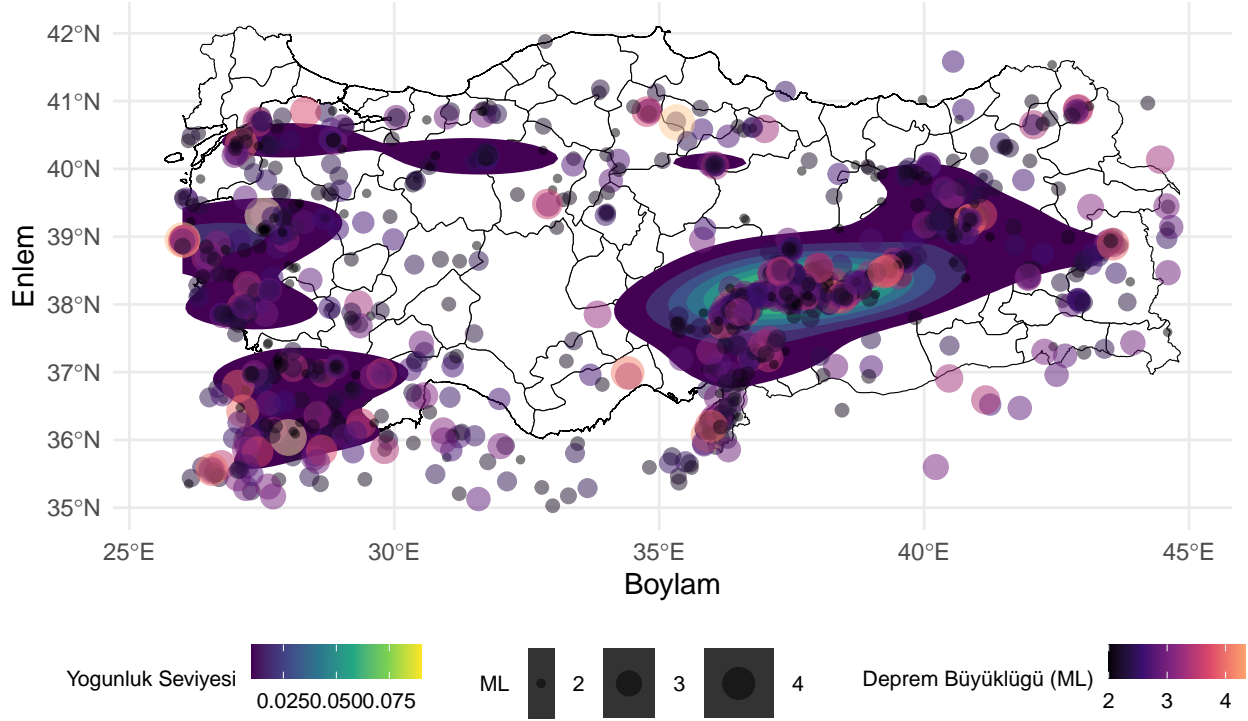 42°N
41°N
40°N
39°N
38°N
37°N
36°N
35°N
Enlem
25°E 30°E 35°E 40°E 45°E
Boylam
Yogunluk Seviyesi
0.0250.0500.075
ML 2 3 4
Deprem Büyüklügü (ML)
2 3 4